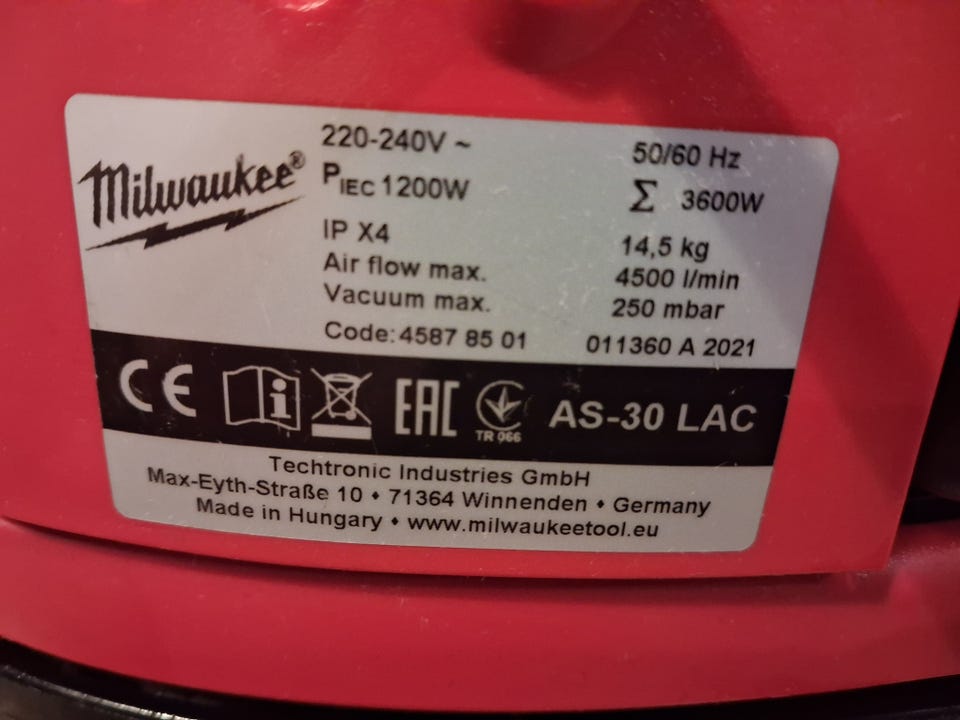 Milwaukee®
220-240V ~ 50/60 Hz
PIEC 1200W Σ 3600W
IP X4 14,5 kg
Air flow max. 4500 l/min
Vacuum max. 250 mbar
Code: 4587 85 01 011360 A 2021
CE i EAC TR 066 AS-30 LAC
Techtronic Industries GmbH
Max-Eyth-Straße 10 • 71364 Winnenden • Germany
Made in Hungary • www.milwaukeetool.eu